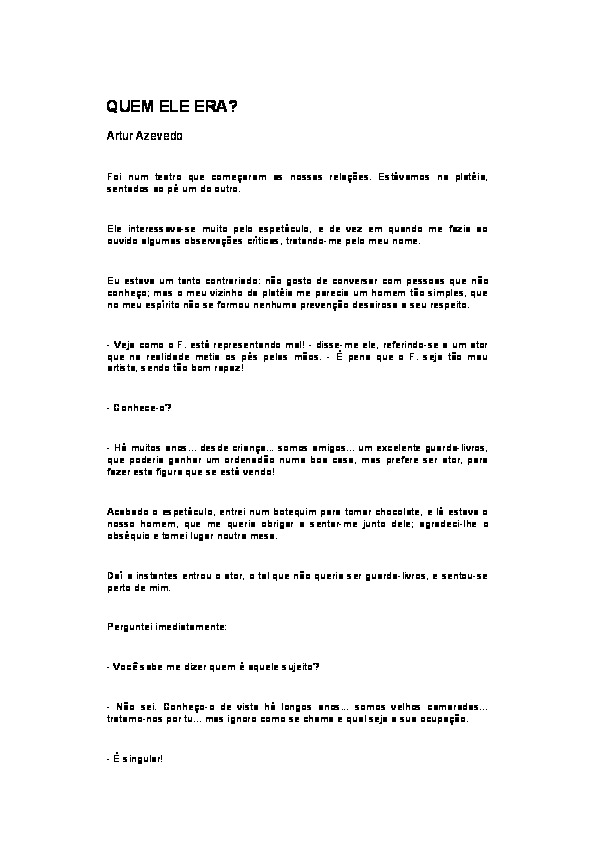 QUEM ELE ERA?
Artur Azevedo
Foi num teatro que começaram as nossas relações. Estávamos na platéia,
sentados ao pé um do outro.
Ele interessava-se muito pelo espetáculo, e de vez em quando me fazia ao
ouvido algumas observações críticas, tratando-me pelo meu nome.
Eu estava um tanto contrariado: não gosto de conversar com pessoas que não
conheço; mas o meu vizinho da platéia me parecia um homem tão simples, que
no meu espírito não se formou nenhuma prevenção desairosa a seu respeito.
- Veja como o F. está representando mal! - disse-me ele, referindo-se a um ator
que na realidade metia os pés pelas mãos. - É pena que o F. seja tão mau
artista, sendo tão bom rapaz!
- Conhece-o?
- Há muitos anos... desde criança... somos amigos... um excelente guarda-livros,
que poderia ganhar um ordenadão numa boa casa, mas prefere ser ator, para
fazer esta figura que se está vendo!
Acabado o espetáculo, entrei num botequim para tomar chocolate, e lá estava o
nosso homem, que me queria obrigar a sentar-me junto dele; agradeci-lhe o
obséquio e tomei lugar noutra mesa.
Daí a instantes entrou o ator, o tal que não queria ser guarda-livros, e sentou-se
perto de mim.
Perguntei imediatamente:
- Você sabe me dizer quem é aquele sujeito?
- Não sei. Conheço-o de vista há longos anos... somos velhos camaradas...
tratamo-nos por tu... mas ignoro como se chama e qual seja a sua ocupação.
- É singular!